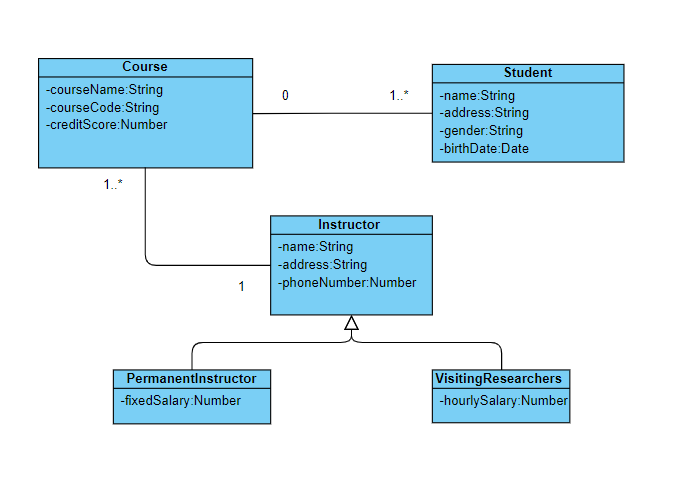 Course
-courseName:String
-courseCode:String
-creditScore:Number
0
1..*
Student
-name:String
-address:String
-gender:String
-birthDate:Date
1..*
1
Instructor
-name:String
-address:String
-phoneNumber:Number
PermanentInstructor
-fixedSalary:Number
VisitingResearchers
-hourlySalary:Number